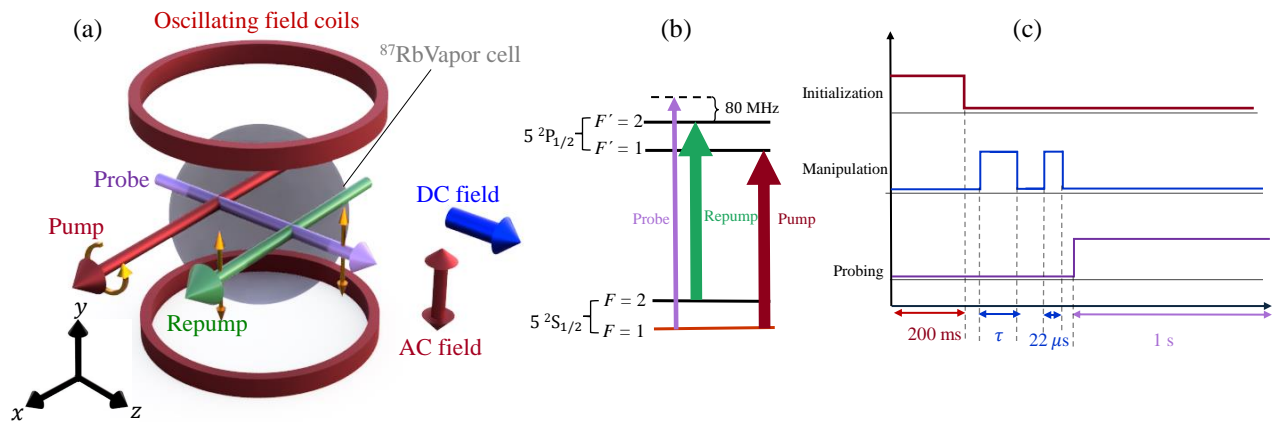 (a)
Oscillating field coils
⁸⁷RbVapor cell
Probe
Pump
DC field
Repump
AC field
y
x
z
(b)
80 MHz
5 ²P₁/₂
F′ = 2
F′ = 1
Probe
Repump
Pump
5 ²S₁/₂
F = 2
F = 1
(c)
Initialization
Manipulation
Probing
200 ms
τ
22 μs
1 s